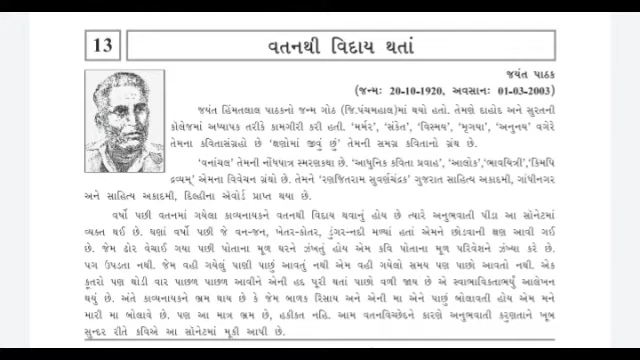 13
વતનથી વિદાય થતાં
જયંત પાઠક
(જન્મ: 20-10-1920, અવસાન: 01-03-2003)
જયંત હિંમતલાલ પાઠકનો જન્મ ગોઠ (જિ.પંચમહાલ)માં થયો હતો. તેમણે દાહોદ અને સુરતની
કોલેજમાં અધ્યાપક તરીકે કામગીરી કરી હતી. 'મર્મર', 'સંકેત', 'વિસ્મય', 'મૃગયા', 'અનુનય' વગેરે
તેમના કવિતાસંગ્રહો છે 'ક્ષણોમાં જીવું છું' તેમની સમગ્ર કવિતાનો ગ્રંથ છે.
'વનાંચલ' તેમની નોંધપાત્ર સ્મરણકથા છે. 'આધુનિક કવિતા પ્રવાહ', 'આલોક','ભાવયિત્રી','કિમપિ
દ્રવ્યમ્' એમના વિવેચન ગ્રંથો છે. તેમને 'રણજિતરામ સુવર્ણચંદ્રક' ગુજરાત સાહિત્ય અકાદમી, ગાંધીનગર
અને સાહિત્ય અકાદમી, દિલ્હીના એવોર્ડ પ્રાપ્ત થયા છે.
વર્ષો પછી વતનમાં ગયેલા કાવ્યનાયકને વતનથી વિદાય થવાનું હોય છે ત્યારે અનુભવાતી પીડા આ સોનેટમાં
વ્યક્ત થઈ છે. ઘણાં વર્ષો પછી જે વન-જન, ખેતર-કોતર, ડુંગર-નદી મળ્યાં હતાં એમને છોડવાની ક્ષણ આવી ગઈ
છે. જેમ ઢોર વેચાઈ ગયા પછી પોતાના મૂળ ઘરને ઝંખતું હોય એમ કવિ પોતાના મૂળ પરિવેશને ઝંખ્યા કરે છે.
પગ ઉપડતા નથી. જેમ વહી ગયેલું પાણી પાછું આવતું નથી એમ વહી ગયેલો સમય પણ પાછો આવતો નથી. એક
કૂતરો પણ થોડી વાર પાછળ પાછળ આવીને એની હદ પૂરી થતાં પાછો વળી જાય છે એ સ્વાભાવિકતાભર્યું આલેખન
થયું છે. અંતે કાવ્યનાયકને ભ્રમ થાય છે કે જેમ બાળક રિસાય અને એની મા એને પાછું બોલાવતી હોય એમ મને
મારી મા બોલાવે છે. પણ આ માત્ર ભ્રમ છે, હકીકત નહિ. આમ વતનવિચ્છેદને કારણે અનુભવાતી કરુણતાને ખૂબ
સુન્દર રીતે કવિએ આ સોનેટમાં મૂકી આપી છે.